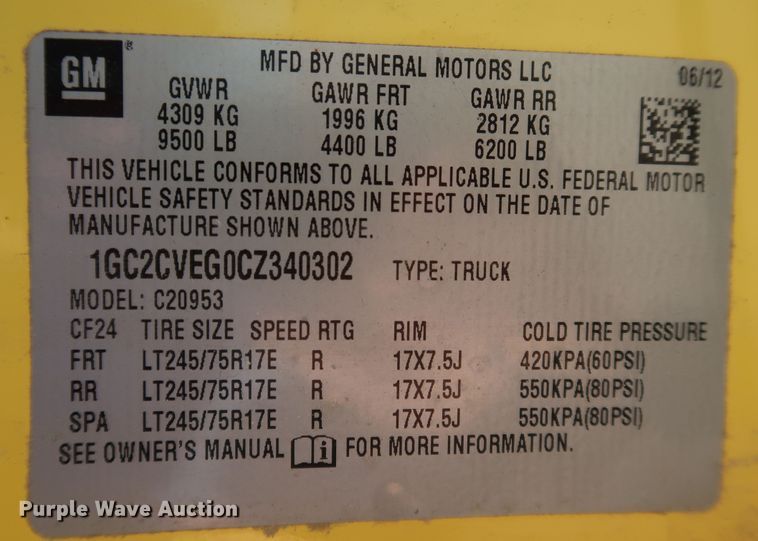 GM ®
MFD BY GENERAL MOTORS LLC 06/12
GVWR GAWR FRT GAWR RR
4309 KG 1996 KG 2812 KG
9500 LB 4400 LB 6200 LB
THIS VEHICLE CONFORMS TO ALL APPLICABLE U.S. FEDERAL MOTOR
VEHICLE SAFETY STANDARDS IN EFFECT ON THE DATE OF
MANUFACTURE SHOWN ABOVE.
1GC2CVEG0CZ340302 TYPE: TRUCK
MODEL: C20953
CF24 TIRE SIZE SPEED RTG RIM COLD TIRE PRESSURE
FRT LT245/75R17E R 17X7.5J 420KPA(60PSI)
RR LT245/75R17E R 17X7.5J 550KPA(80PSI)
SPA LT245/75R17E R 17X7.5J 550KPA(80PSI)
SEE OWNER'S MANUAL i FOR MORE INFORMATION.
Purple Wave Auction